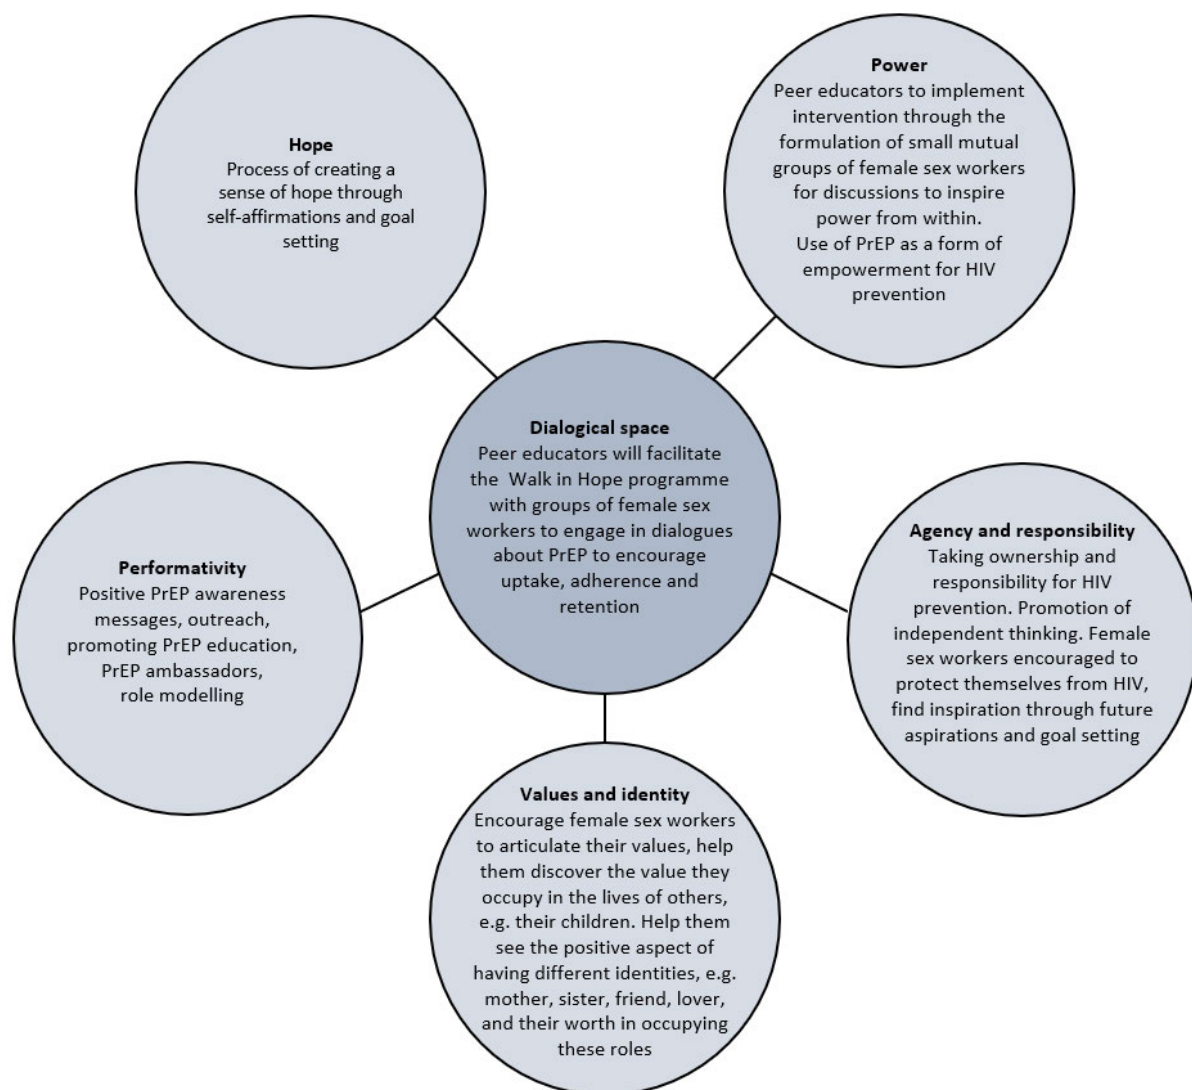 Hope
Process of creating a
sense of hope through
self-affirmations and goal
setting
Power
Peer educators to implement
intervention through the
formulation of small mutual
groups of female sex workers
for discussions to inspire
power from within.
Use of PrEP as a form of
empowerment for HIV
prevention
Dialogical space
Peer educators will facilitate
the Walk in Hope programme
with groups of female sex
workers to engage in dialogues
about PrEP to encourage
uptake, adherence and
retention
Performativity
Positive PrEP awareness
messages, outreach,
promoting PrEP education,
PrEP ambassadors,
role modelling
Agency and responsibility
Taking ownership and
responsibility for HIV
prevention. Promotion of
independent thinking. Female
sex workers encouraged to
protect themselves from HIV,
find inspiration through future
aspirations and goal setting
Values and identity
Encourage female sex workers
to articulate their values, help
them discover the value they
occupy in the lives of others,
e.g. their children. Help them
see the positive aspect of
having different identities, e.g.
mother, sister, friend, lover,
and their worth in occupying
these roles